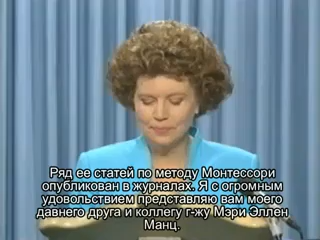 Ряд ее статей по методу Монтессори
опубликован в журналах. Я с огромным
удовольствием представляю вам моего
давнего друга и коллегу г-жу Мэри Эллен
Манц.